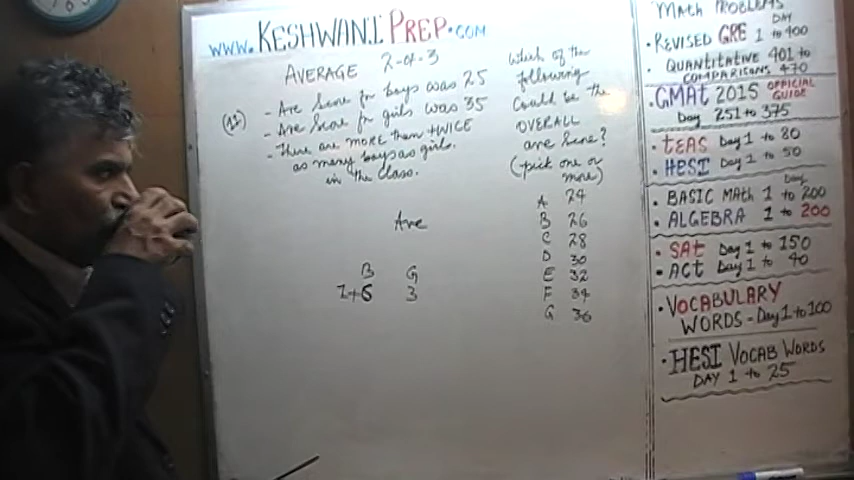 www.KESHWANI PREP.COM
AVERAGE 2-of-3
(Q1)
- Ave Score for boys was 25
- Ave Score for girls was 35
- There are MORE than tWICE
as many boys as girls.
in the class.
Which of the
following
Could be the
OVERALL
ave Score?
(pick one or
more)
A 24
B 26
C 28
D 30
E 32
F 34
G 36
Ave
B G
1+6 3
MATH PROBLEMS
DAY
• REVISED GRE 1 to 400
• QUANTITATIVE 401 to
COMPARISONS 470
• GMAt 2015 OFFICIAL
GUIDE
Day 251 to 375
• tEAS Day 1 to 80
• HESI Day 1 to 50
Day
• BASIC MAth 1 to 200
• ALGEBRA 1 to 200
• SAt Day 1 to 150
• ACt Day 1 to 40
• VOCABULARY
WORDS - Day 1 to 100
• HESI VOCAB WORDS
DAY 1 to 25